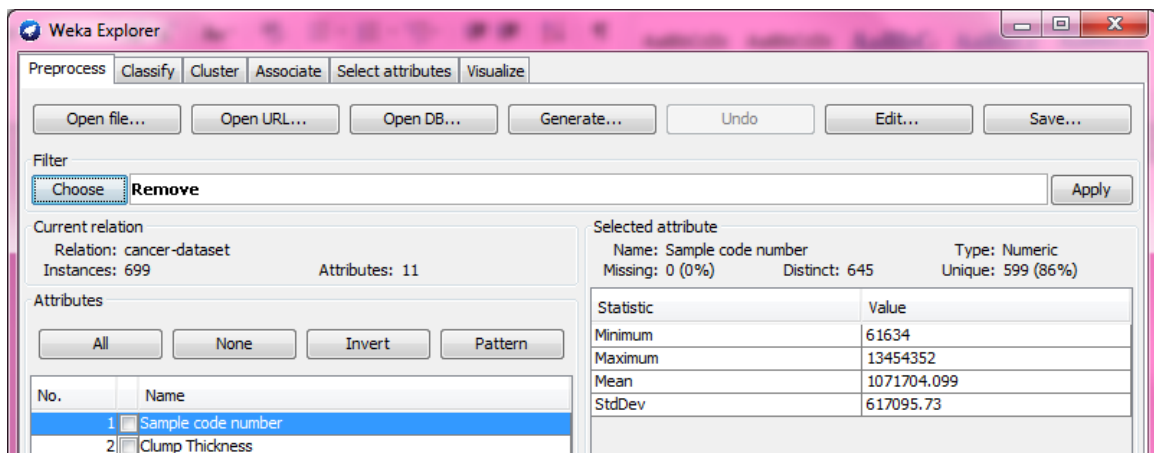 Weka Explorer
Preprocess Classify Cluster Associate Select attributes Visualize
Open file... Open URL... Open DB... Generate... Undo Edit... Save...
Filter
Choose Remove Apply
Current relation
Relation: cancer-dataset
Instances: 699 Attributes: 11
Selected attribute
Name: Sample code number Type: Numeric
Missing: 0 (0%) Distinct: 645 Unique: 599 (86%)
Attributes
All None Invert Pattern
No. Name
1 Sample code number
2 Clump Thickness
Statistic Value
Minimum 61634
Maximum 13454352
Mean 1071704.099
StdDev 617095.73